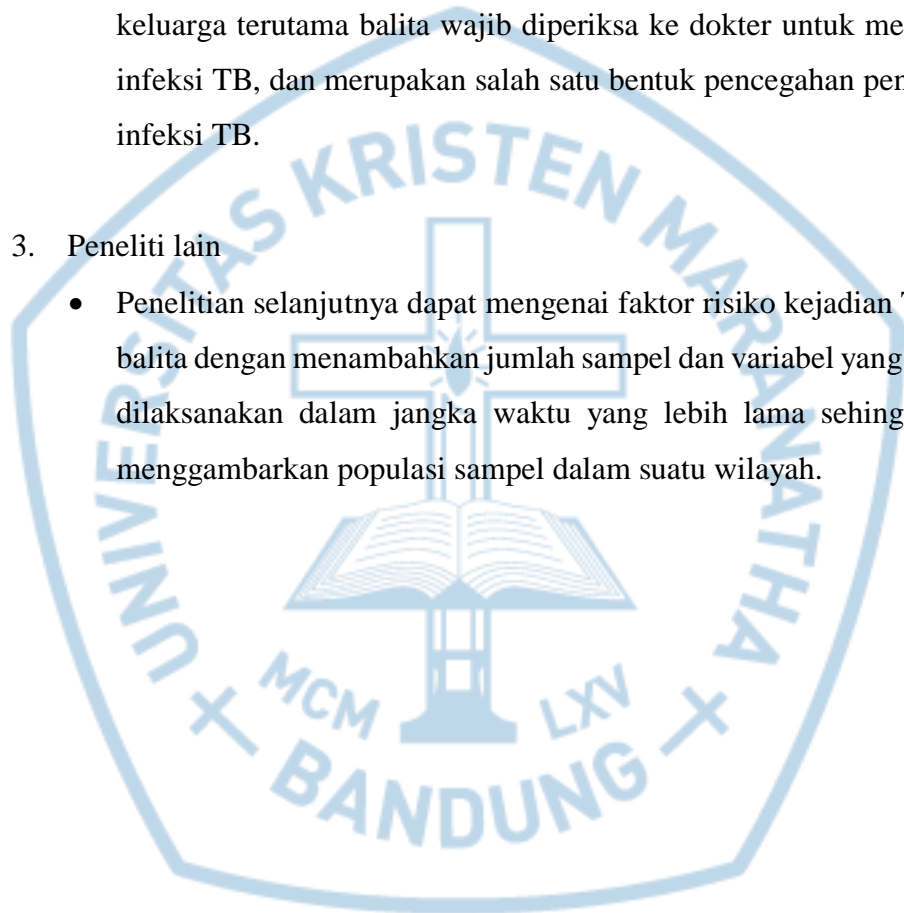 keluarga terutama balita wajib diperiksa ke dokter untuk me
infeksi TB, dan merupakan salah satu bentuk pencegahan pe
infeksi TB.
3. Peneliti lain
• Penelitian selanjutnya dapat mengenai faktor risiko kejadian
balita dengan menambahkan jumlah sampel dan variabel yang
dilaksanakan dalam jangka waktu yang lebih lama sehing
menggambarkan populasi sampel dalam suatu wilayah.
UNIVERSITAS KRISTEN MARANATHA
MCM LXV
BANDUNG